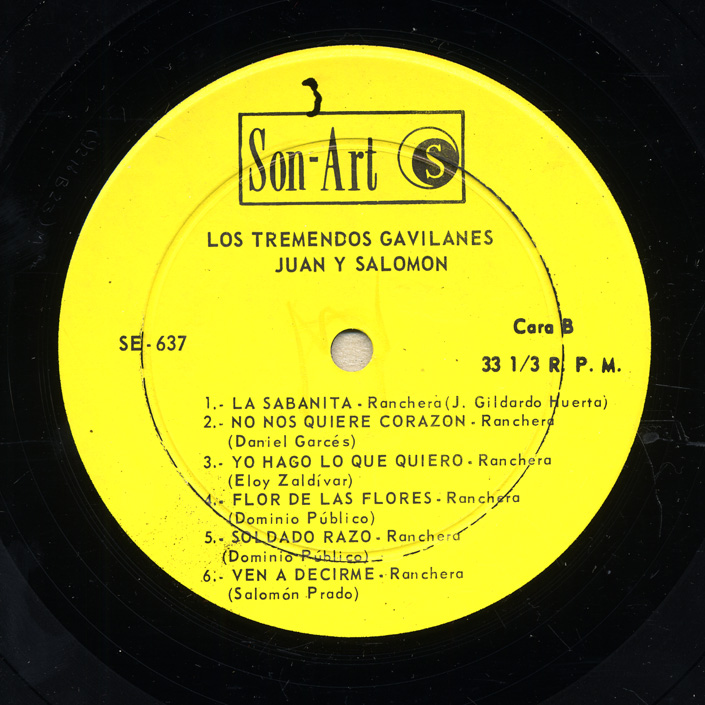 3
Son-Art S
LOS TREMENDOS GAVILANES
JUAN Y SALOMON
SE-637
Cara B
33 1/3 R. P. M.
1.- LA SABANITA - Ranchera (J. Gildardo Huerta)
2.- NO NOS QUIERE CORAZON - Ranchera
(Daniel Garcés)
3.- YO HAGO LO QUE QUIERO - Ranchera
(Eloy Zaldívar)
4.- FLOR DE LAS FLORES - Ranchera
(Dominio Público)
5.- SOLDADO RAZO - Ranchera
(Dominio Público)
6.- VEN A DECIRME - Ranchera
(Salomón Prado)